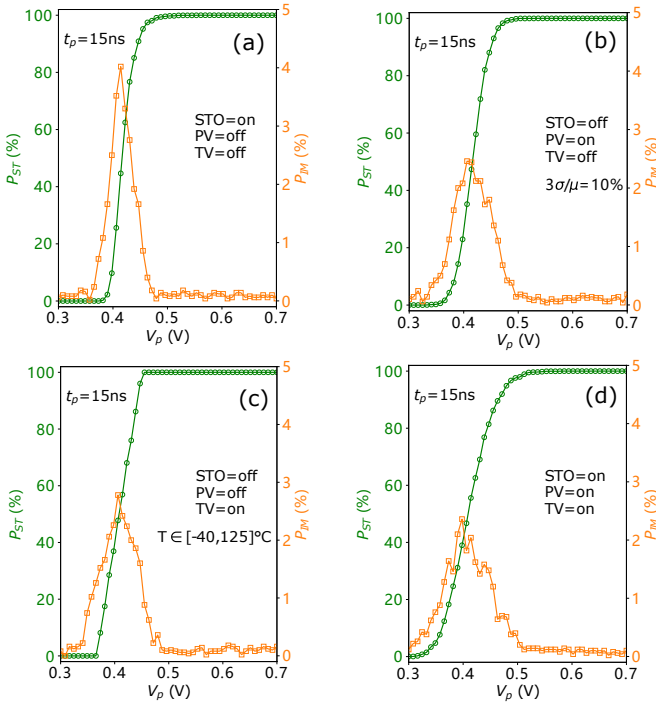 100
80
60
40
20
0
P_ST (%)
t_p=15ns
(a)
STO=on
PV=off
TV=off
5
4
3
2
1
0
P_IM (%)
0.3 0.4 0.5 0.6 0.7
V_p (V)
100
80
60
40
20
0
P_ST (%)
t_p=15ns
(b)
STO=off
PV=on
TV=off
3σ/μ=10%
5
4
3
2
1
0
P_IM (%)
0.3 0.4 0.5 0.6 0.7
V_p (V)
100
80
60
40
20
0
P_ST (%)
t_p=15ns
(c)
STO=off
PV=off
TV=on
T∈[-40,125]°C
5
4
3
2
1
0
P_IM (%)
0.3 0.4 0.5 0.6 0.7
V_p (V)
100
80
60
40
20
0
P_ST (%)
t_p=15ns
(d)
STO=on
PV=on
TV=on
5
4
3
2
1
0
P_IM (%)
0.3 0.4 0.5 0.6 0.7
V_p (V)